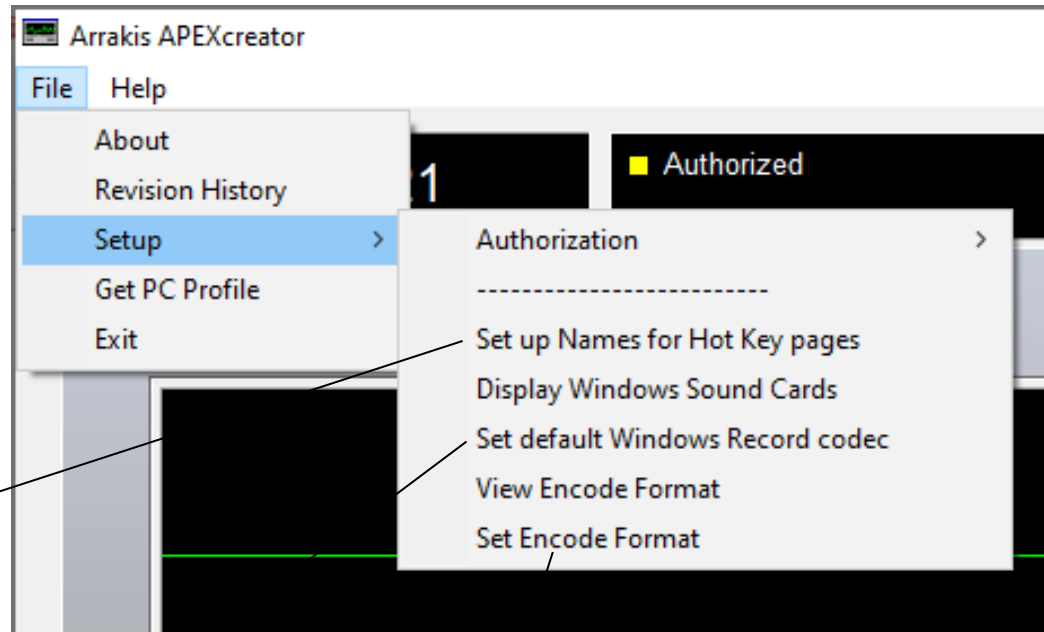 Arrakis APEXcreator
File Help
About
Revision History
Setup >
Get PC Profile
Exit
:1
Authorized
Authorization >
--------------------------
Set up Names for Hot Key pages
Display Windows Sound Cards
Set default Windows Record codec
View Encode Format
Set Encode Format